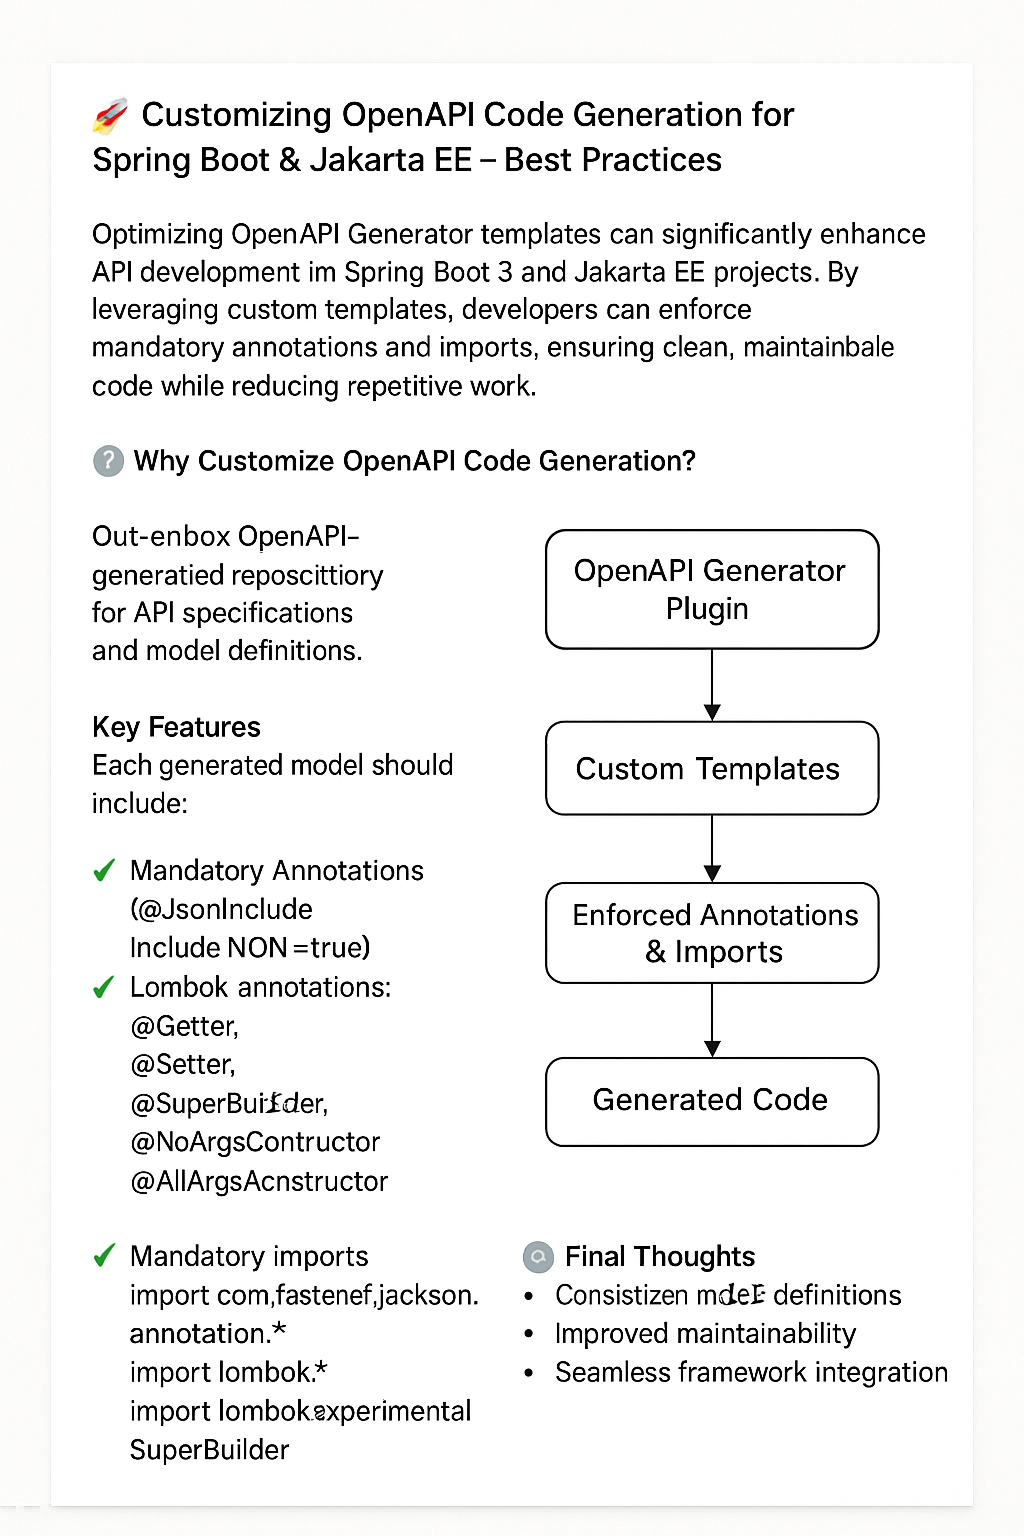 Customizing OpenAPI Code Generation for
Spring Boot & Jakarta EE – Best Practices
Optimizing OpenAPI Generator templates can significantly enhance
API development im Spring Boot 3 and Jakarta EE projects. By
leveraging custom templates, developers can enforce
mandatory annotations and imports, ensuring clean, maintainbale
code while reducing repetitive work.
Why Customize OpenAPI Code Generation?
Out-enbox OpenAPI–
generatied reposcittiory
for API specifications
and model definitions.
Key Features
Each generated model should
include:
✔ Mandatory Annotations
(@JsonInclude
Include NON=true)
✔ Lombok annotations:
@Getter,
@Setter,
@NoArgsContructor
@AllArgsAcnstructor
✔ Mandatory imports
import com,fastenef,jackson.
annotation.*
import lombok.*
import lombok.experimental
SuperBuilder
OpenAPI Generator
Plugin
Custom Templates
Enforced Annotations
& Imports
Generated Code
Final Thoughts
• Consistizen definitions
• Improved maintainability
• Seamless framework integration